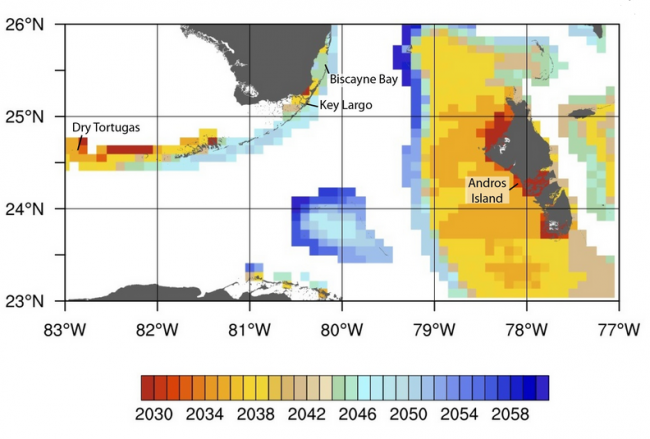 26°N
Biscayne Bay
Key Largo
25°N
Dry Tortugas
Andros
Island
24°N
23°N
83°W 82°W 81°W 80°W 79°W 78°W 77°W
2030 2034 2038 2042 2046 2050 2054 2058